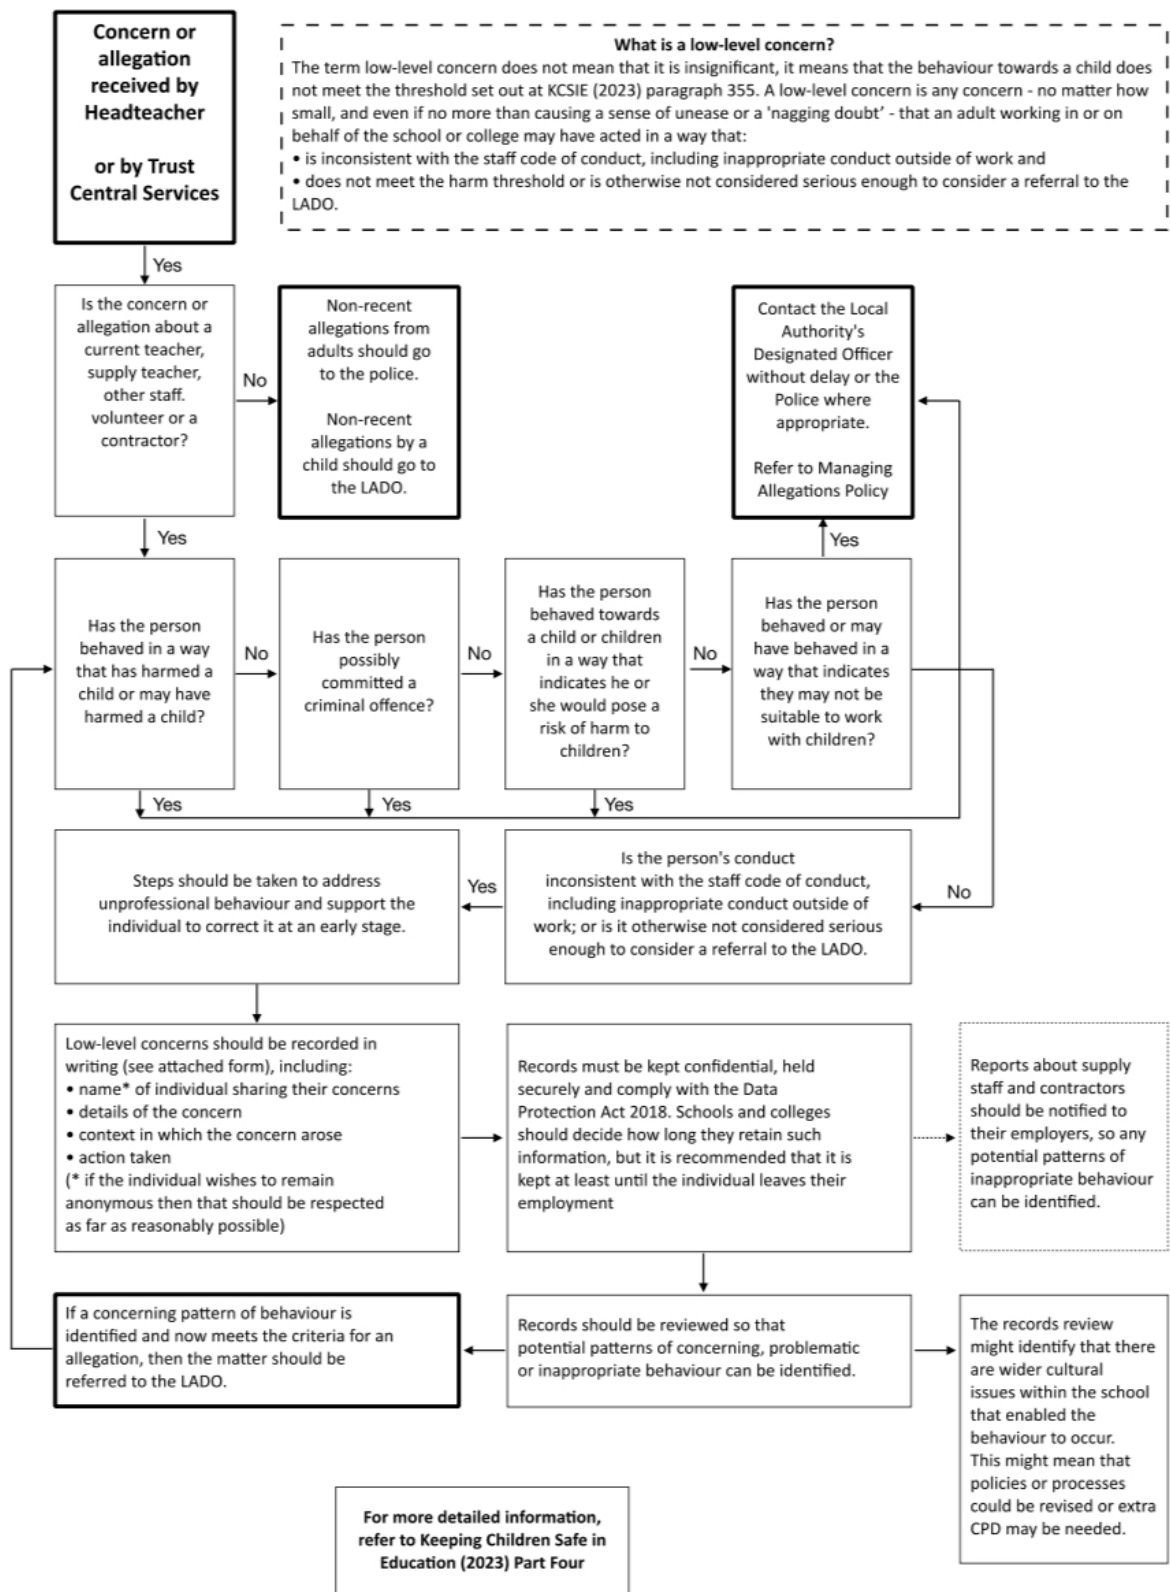 Concern or
allegation
received by
Headteacher
or by Trust
Central Services
What is a low-level concern?
The term low-level concern does not mean that it is insignificant, it means that the behaviour towards a child does
not meet the threshold set out at KCSIE (2023) paragraph 355. A low-level concern is any concern - no matter how
small, and even if no more than causing a sense of unease or a 'nagging doubt’ - that an adult working in or on
behalf of the school or college may have acted in a way that:
• is inconsistent with the staff code of conduct, including inappropriate conduct outside of work and
• does not meet the harm threshold or is otherwise not considered serious enough to consider a referral to the
LADO.
Yes
Is the concern or
allegation about a
current teacher,
supply teacher,
other staff.
volunteer or a
contractor?
No
Non-recent
allegations from
adults should go
to the police.
Non-recent
allegations by a
child should go to
the LADO.
Contact the Local
Authority's
Designated Officer
without delay or the
Police where
appropriate.
Refer to Managing
Allegations Policy
Yes
Yes
Has the person
behaved in a way
that has harmed a
child or may have
harmed a child?
No
Has the person
possibly
committed a
criminal offence?
No
Has the person
behaved towards
a child or children
in a way that
indicates he or
she would pose a
risk of harm to
children?
No
Has the person
behaved or may
have behaved in a
way that indicates
they may not be
suitable to work
with children?
Yes
Yes
Yes
Steps should be taken to address
unprofessional behaviour and support the
individual to correct it at an early stage.
Yes
Is the person's conduct
inconsistent with the staff code of conduct,
including inappropriate conduct outside of
work; or is it otherwise not considered serious
enough to consider a referral to the LADO.
No
Low-level concerns should be recorded in
writing (see attached form), including:
• name* of individual sharing their concerns
• details of the concern
• context in which the concern arose
• action taken
(* if the individual wishes to remain
anonymous then that should be respected
as far as reasonably possible)
Records must be kept confidential, held
securely and comply with the Data
Protection Act 2018. Schools and colleges
should decide how long they retain such
information, but it is recommended that it is
kept at least until the individual leaves their
employment
Reports about supply
staff and contractors
should be notified to
their employers, so any
potential patterns of
inappropriate behaviour
can be identified.
If a concerning pattern of behaviour is
identified and now meets the criteria for an
allegation, then the matter should be
referred to the LADO.
Records should be reviewed so that
potential patterns of concerning, problematic
or inappropriate behaviour can be identified.
The records review
might identify that there
are wider cultural
issues within the school
that enabled the
behaviour to occur.
This might mean that
policies or processes
could be revised or extra
CPD may be needed.
For more detailed information,
refer to Keeping Children Safe in
Education (2023) Part Four